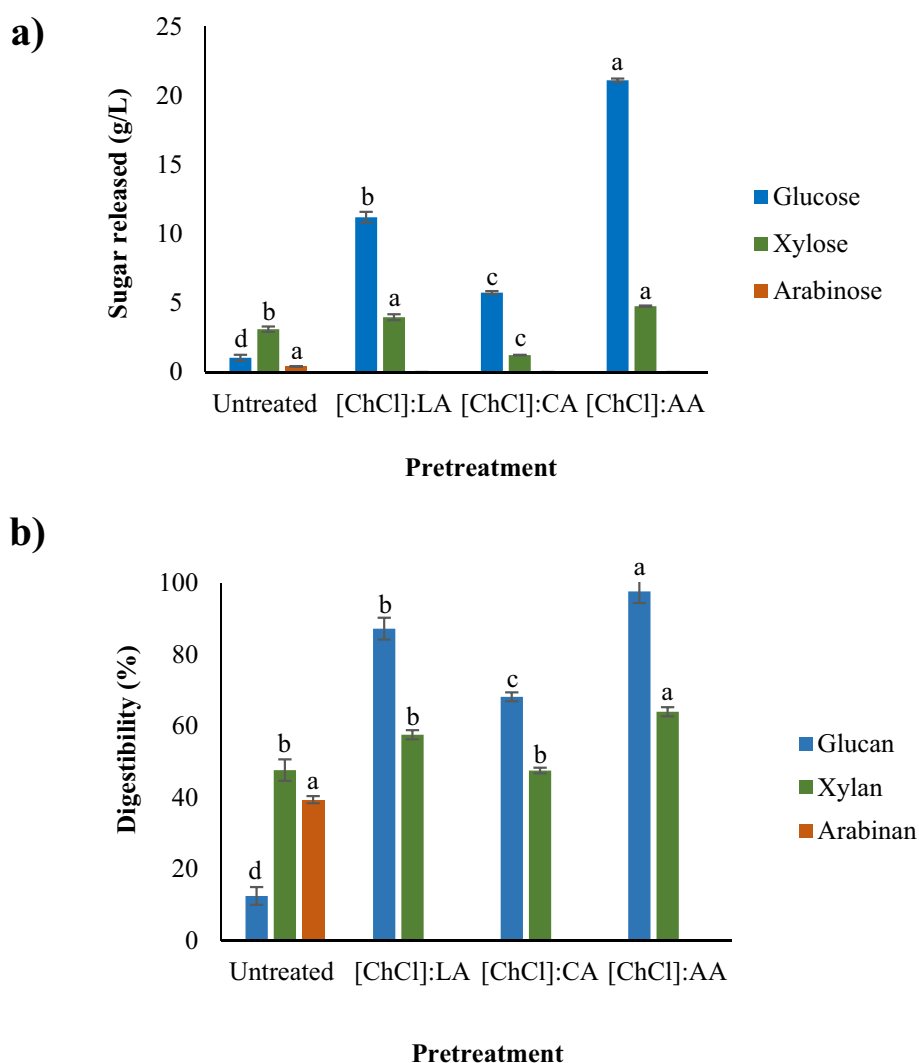 a)
25
20
15
10
5
0
Sugar released (g/L)
d
b
a
b
a
c
c
a
a
Untreated
[ChCl]:LA
[ChCl]:CA
[ChCl]:AA
Pretreatment
Glucose
Xylose
Arabinose
b)
100
80
60
40
20
0
Digestibility (%)
d
b
a
b
b
c
b
a
a
Untreated
[ChCl]:LA
[ChCl]:CA
[ChCl]:AA
Pretreatment
Glucan
Xylan
Arabinan